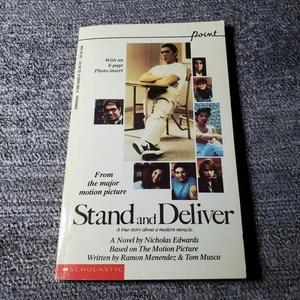 point
With an
8-page
Photo insert
From
the major
motion picture
Stand and Deliver
A true story about a modern miracle.
A Novel by Nicholas Edwards
Based on The Motion Picture
Written by Ramon Menendez & Tom Musca
SCHOLASTIC